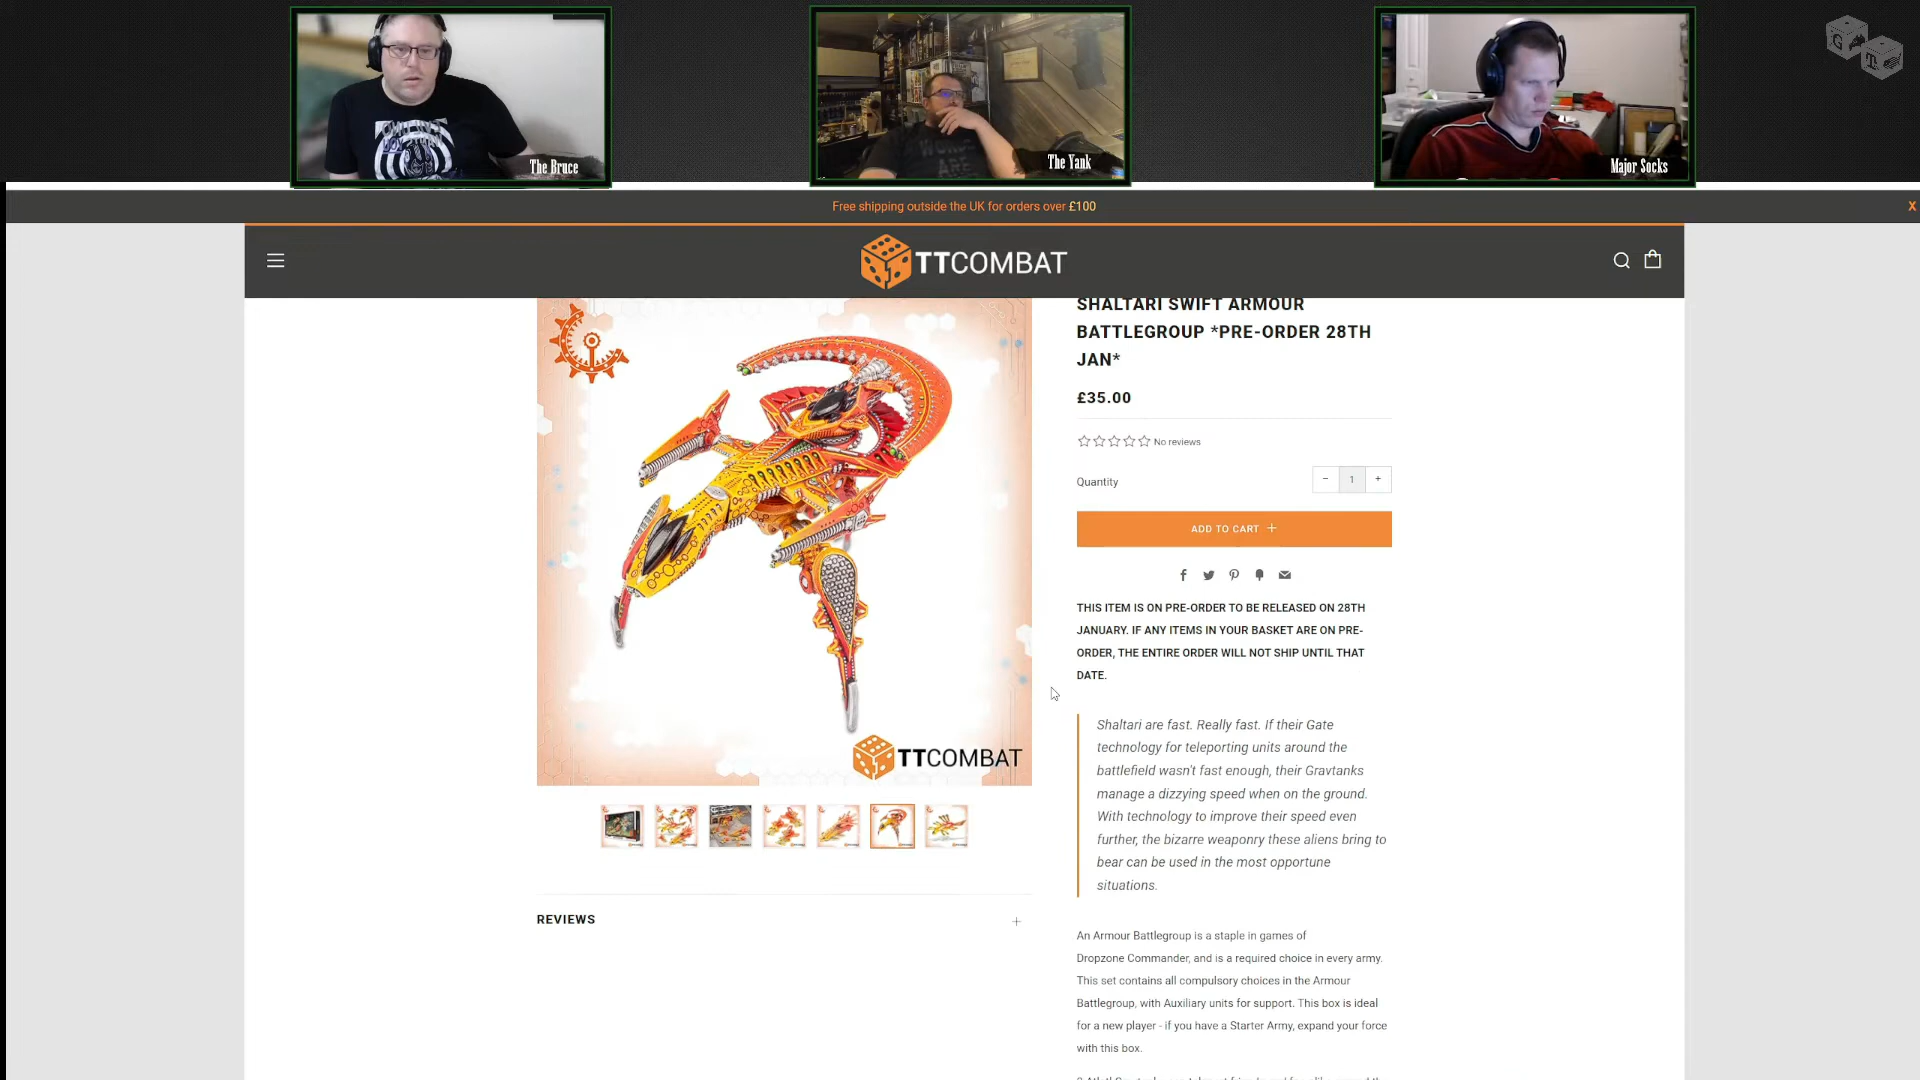 The Bruce
The Yank
Major Socks
Free shipping outside the UK for orders over £100
X
TTCOMBAT
SHALTARI SWIFT ARMOUR
BATTLEGROUP *PRE-ORDER 28TH
JAN*
£35.00
No reviews
Quantity
− 1 +
ADD TO CART +
THIS ITEM IS ON PRE-ORDER TO BE RELEASED ON 28TH
JANUARY. IF ANY ITEMS IN YOUR BASKET ARE ON PRE-
ORDER, THE ENTIRE ORDER WILL NOT SHIP UNTIL THAT
DATE.
TTCOMBAT
Shaltari are fast. Really fast. If their Gate
technology for teleporting units around the
battlefield wasn't fast enough, their Gravtanks
manage a dizzying speed when on the ground.
With technology to improve their speed even
further, the bizarre weaponry these aliens bring to
bear can be used in the most opportune
situations.
REVIEWS +
An Armour Battlegroup is a staple in games of
Dropzone Commander, and is a required choice in every army.
This set contains all compulsory choices in the Armour
Battlegroup, with Auxiliary units for support. This box is ideal
for a new player - if you have a Starter Army, expand your force
with this box.